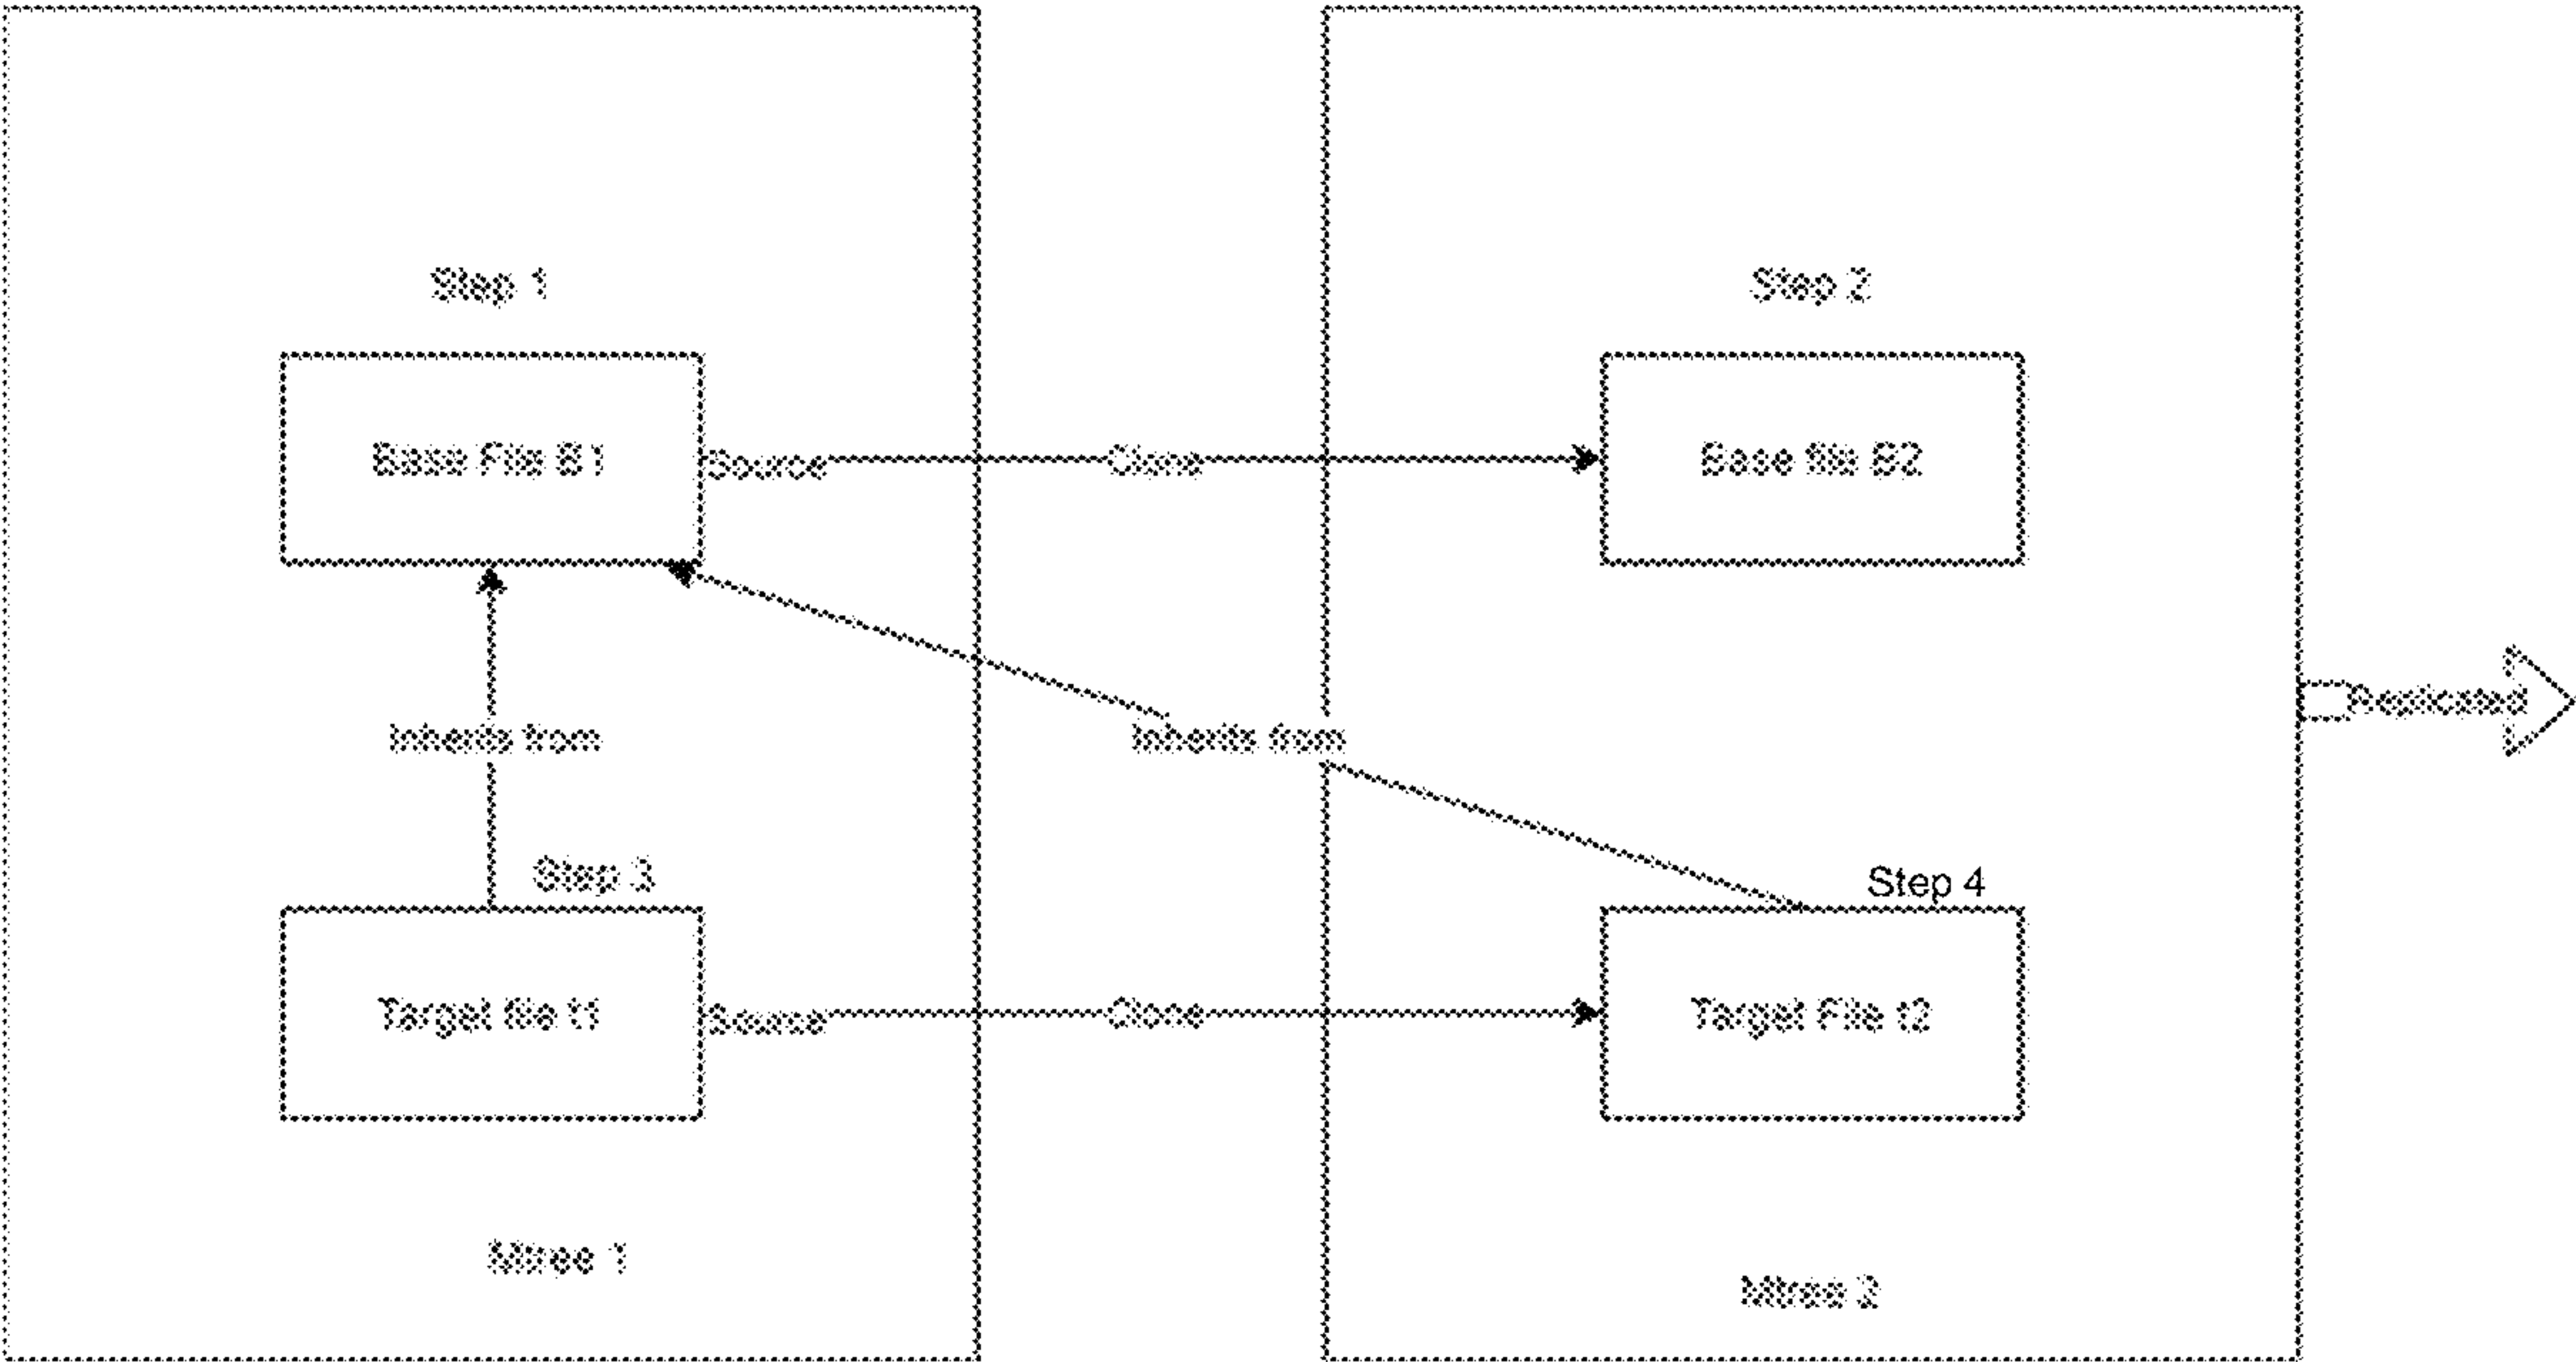 Step 1
Step 2
Base File B1
Source
Clone
Base file B2
Inherits from
Inherits from
Replicated
Step 3
Step 4
Target file t1
Source
Clone
Target File t2
Mtree 1
Mtree 2